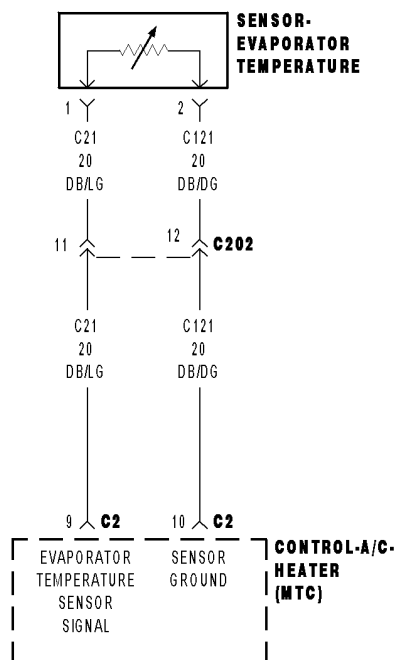 SENSOR-
EVAPORATOR
TEMPERATURE
1 2
C21 C121
20 20
DB/LG DB/DG
11 12 C202
C21 C121
20 20
DB/LG DB/DG
9 C2 10 C2
EVAPORATOR
TEMPERATURE
SENSOR
SIGNAL
SENSOR
GROUND
CONTROL-A/C-
HEATER
(MTC)